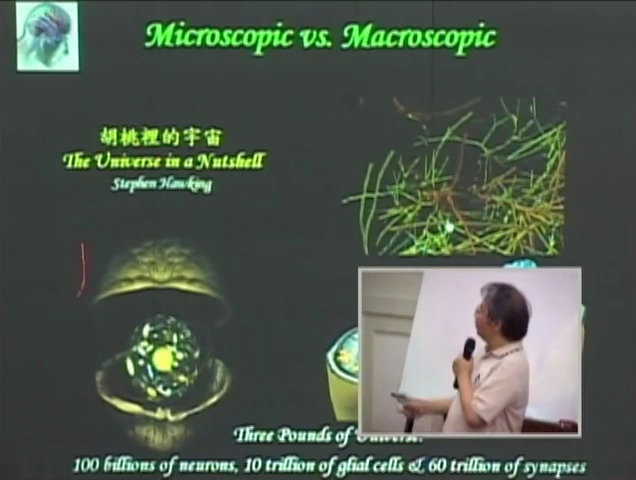 Microscopic vs. Macroscopic
胡桃裡的宇宙
The Universe in a Nutshell
Stephen Hawking
Three Pounds of Universe
100 billions of neurons, 10 trillion of glial cells & 60 trillion of synapses